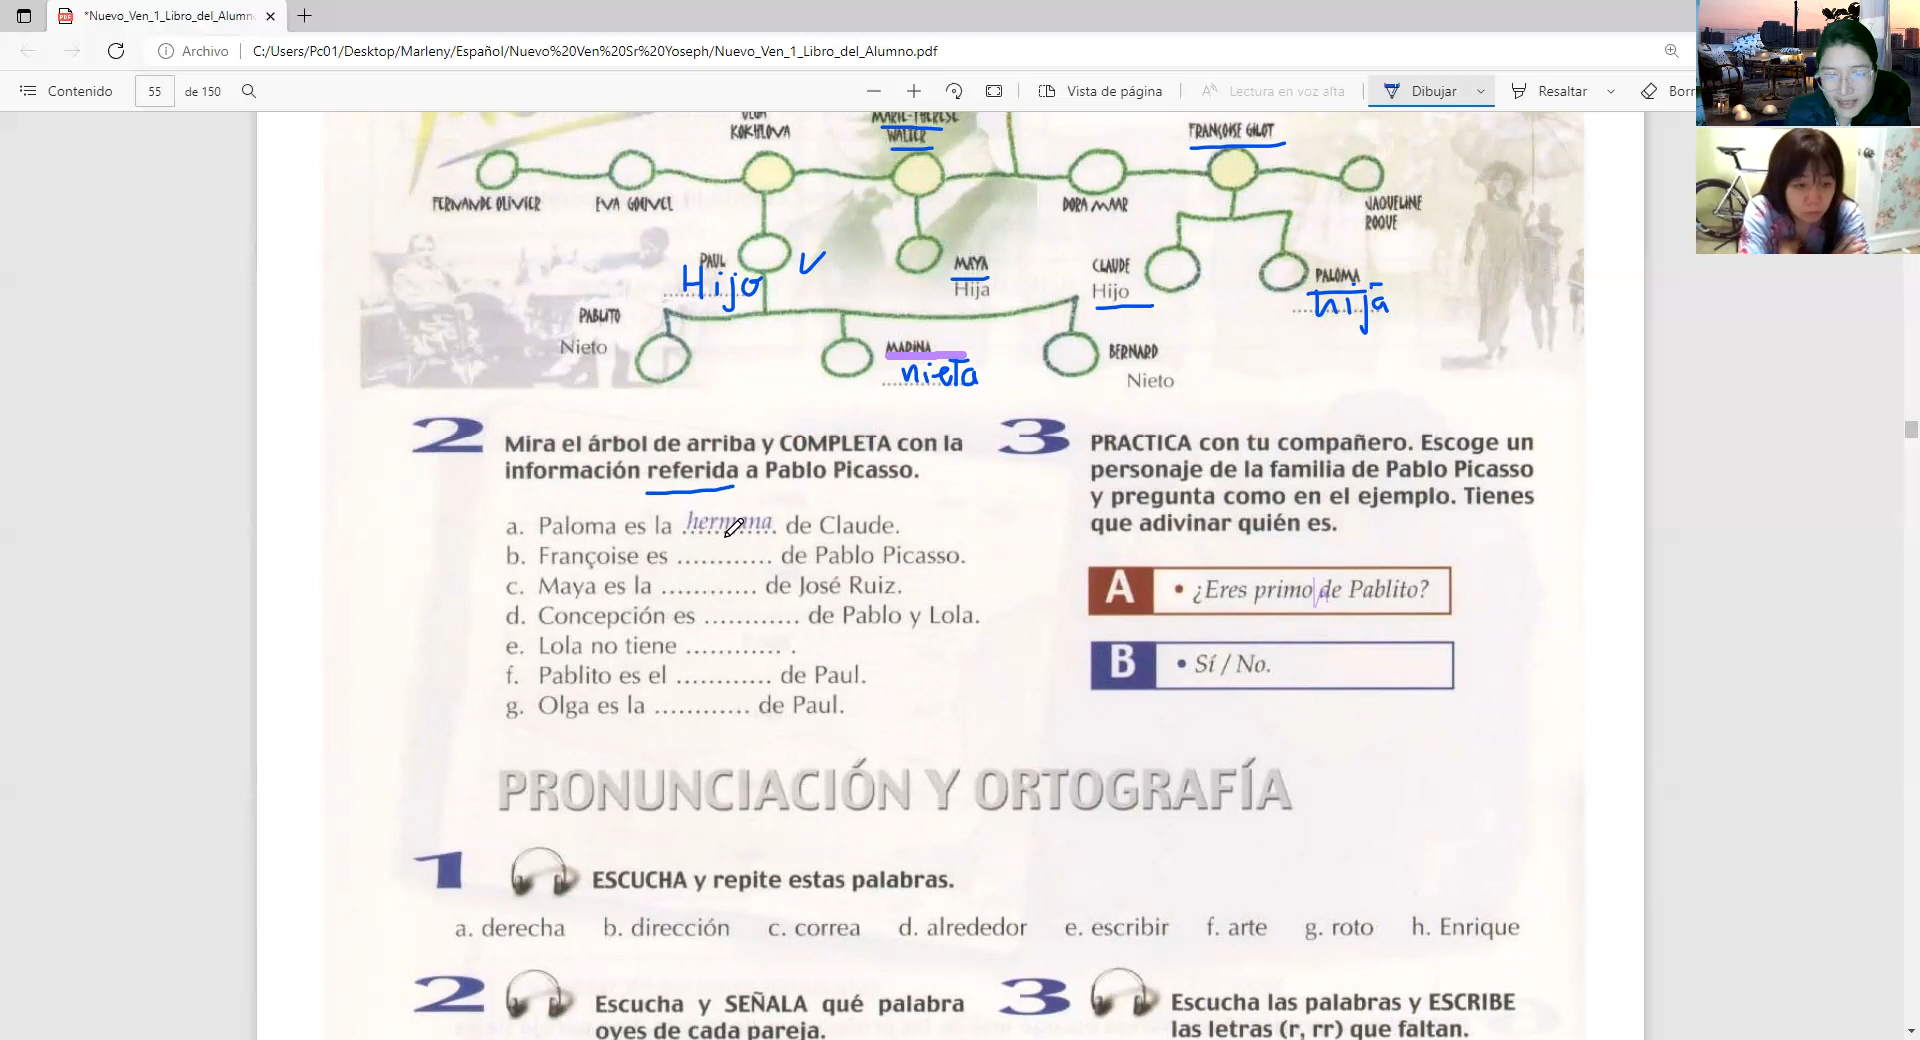 *Nuevo_Ven_1_Libro_del_Alumn
Archivo
C:/Users/Pc01/Desktop/Marleny/Español/Nuevo%20Ven%20Sr%20Yoseph/Nuevo_Ven_1_Libro_del_Alumno.pdf
Contenido
55
de 150
Vista de página
Lectura en voz alta
Dibujar
Resaltar
Borr
KOKHLOVA
MARIE-THERESE
WALTER
FRANÇOISE GILOT
FERNANDE OLIVIER
EVA GOUVEL
DORA MAAR
JAQUELINE
ROQUE
PAUL
Hijo
MAYA
Hija
CLAUDE
Hijo
PALOMA
hija
PABLITO
Nieto
MARINA
nieta
BERNARD
Nieto
2
Mira el árbol de arriba y COMPLETA con la
información referida a Pablo Picasso.
a. Paloma es la hermana de Claude.
b. Françoise es ............ de Pablo Picasso.
c. Maya es la ............ de José Ruiz.
d. Concepción es ............ de Pablo y Lola.
e. Lola no tiene ............ .
f. Pablito es el ............ de Paul.
g. Olga es la ............ de Paul.
3
PRACTICA con tu compañero. Escoge un
personaje de la familia de Pablo Picasso
y pregunta como en el ejemplo. Tienes
que adivinar quién es.
A
• ¿Eres primo de Pablito?
B
• Sí / No.
PRONUNCIACIÓN Y ORTOGRAFÍA
1
ESCUCHA y repite estas palabras.
a. derecha b. dirección c. correa d. alrededor e. escribir f. arte g. roto h. Enrique
2
Escucha y SEÑALA qué palabra
oyes de cada pareja.
3
Escucha las palabras y ESCRIBE
las letras (r, rr) que faltan.